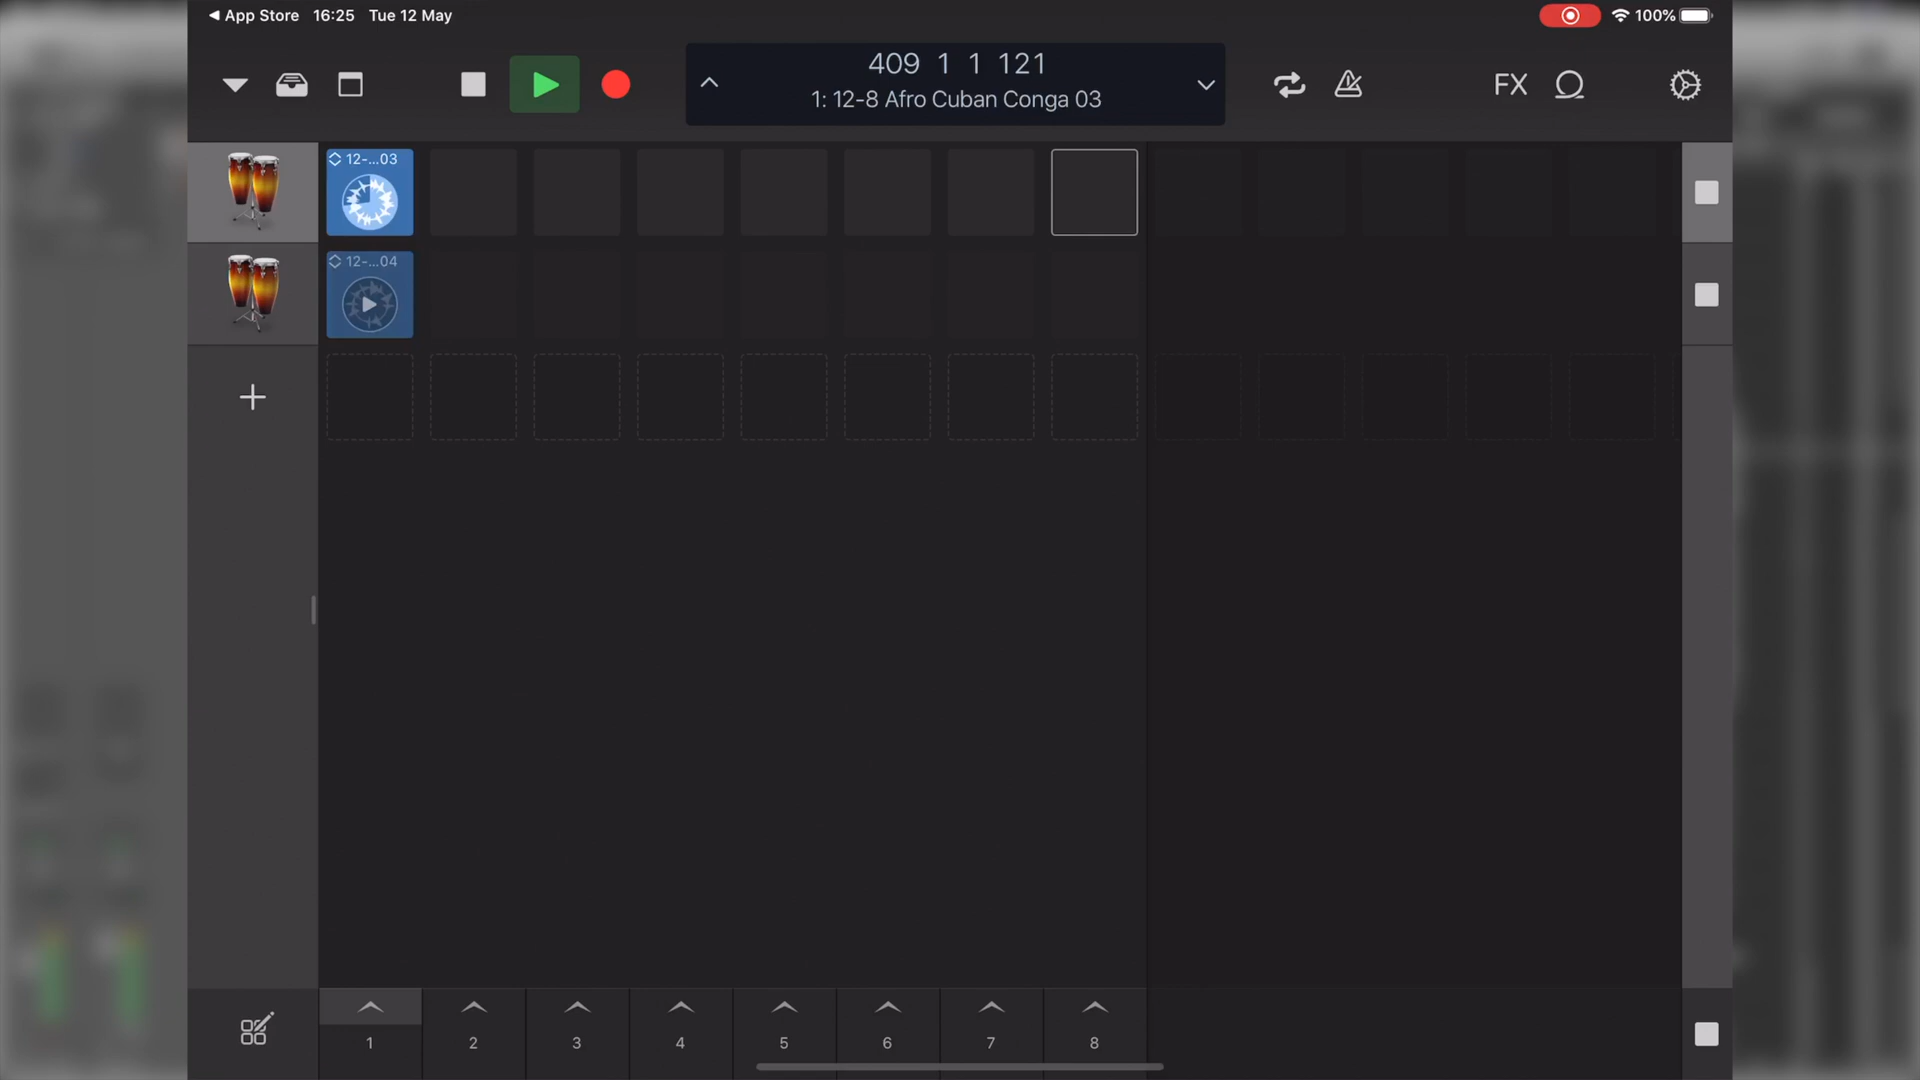 App Store 16:25 Tue 12 May
100%
409 1 1 121
1: 12-8 Afro Cuban Conga 03
FX
12-...03
12-...04
1 2 3 4 5 6 7 8